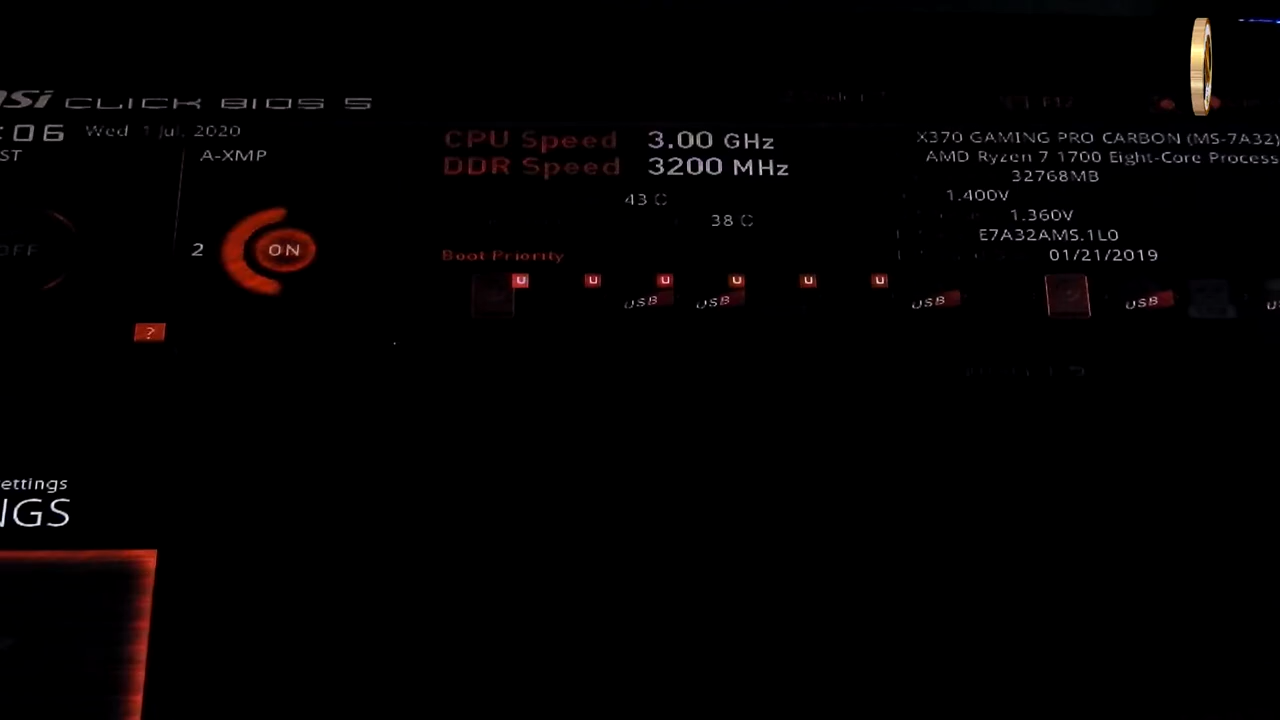 msi CLICK BIOS 5
:06 Wed 1 Jul, 2020
ST A-XMP
OFF 2 ON
?
CPU Speed 3.00 GHz
DDR Speed 3200 MHz
43 C
38 C
Boot Priority
U U U U U U
USB USB USB USB
X370 GAMING PRO CARBON (MS-7A32)
AMD Ryzen 7 1700 Eight-Core Process
32768MB
1.400V
1.360V
E7A32AMS.1L0
01/21/2019
F12
ettings
NGS